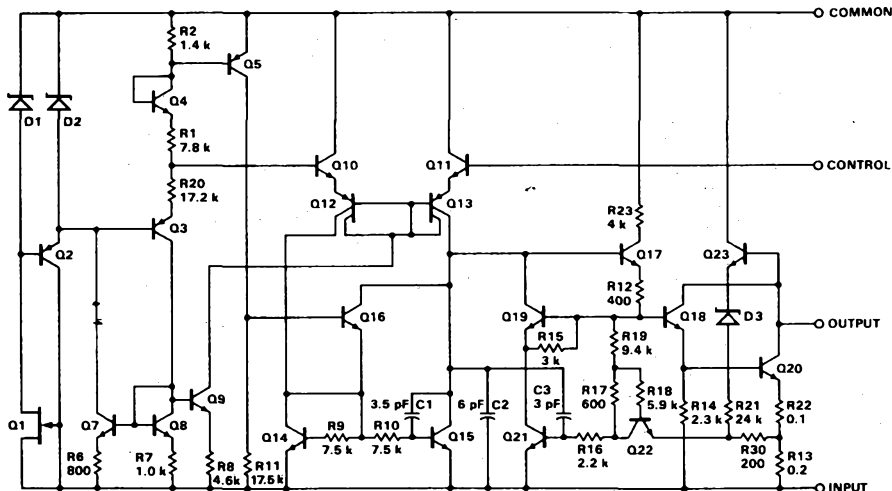 COMMON
R2
1.4 k
Q5
Q4
D1
D2
R1
7.8 k
Q10
Q11
CONTROL
R20
17.2 k
Q12
Q13
R23
4 k
Q3
Q2
Q17
Q23
R12
400
Q16
Q19
Q18
D3
OUTPUT
R15
3 k
R19
9.4 k
Q20
Q9
3.5 pF
C1
6 pF
C2
C3
3 pF
R17
600
R18
5.9 k
R14
2.3 k
R21
24 k
R22
0.1
Q1
Q7
Q8
Q14
R9
7.5 k
R10
7.5 k
Q15
Q21
R16
2.2 k
Q22
R30
200
R13
0.2
R6
800
R7
1.0 k
R8
4.6k
R11
17.5 k
INPUT